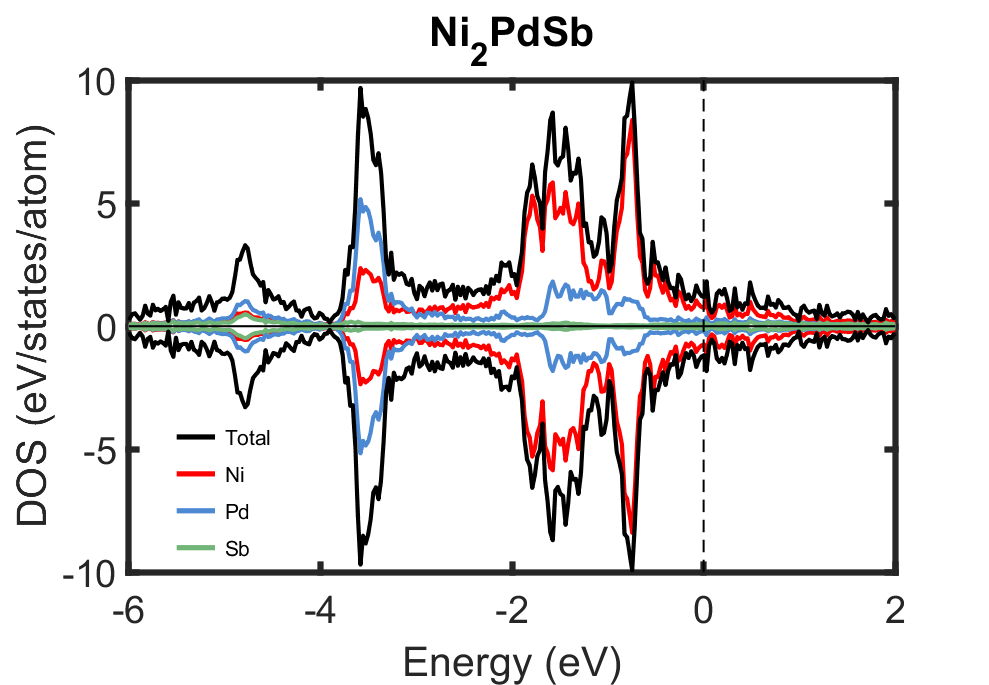 Ni2PdSb
10
5
0
-5
-10
DOS (eV/states/atom)
Total
Ni
Pd
Sb
-6 -4 -2 0 2
Energy (eV)